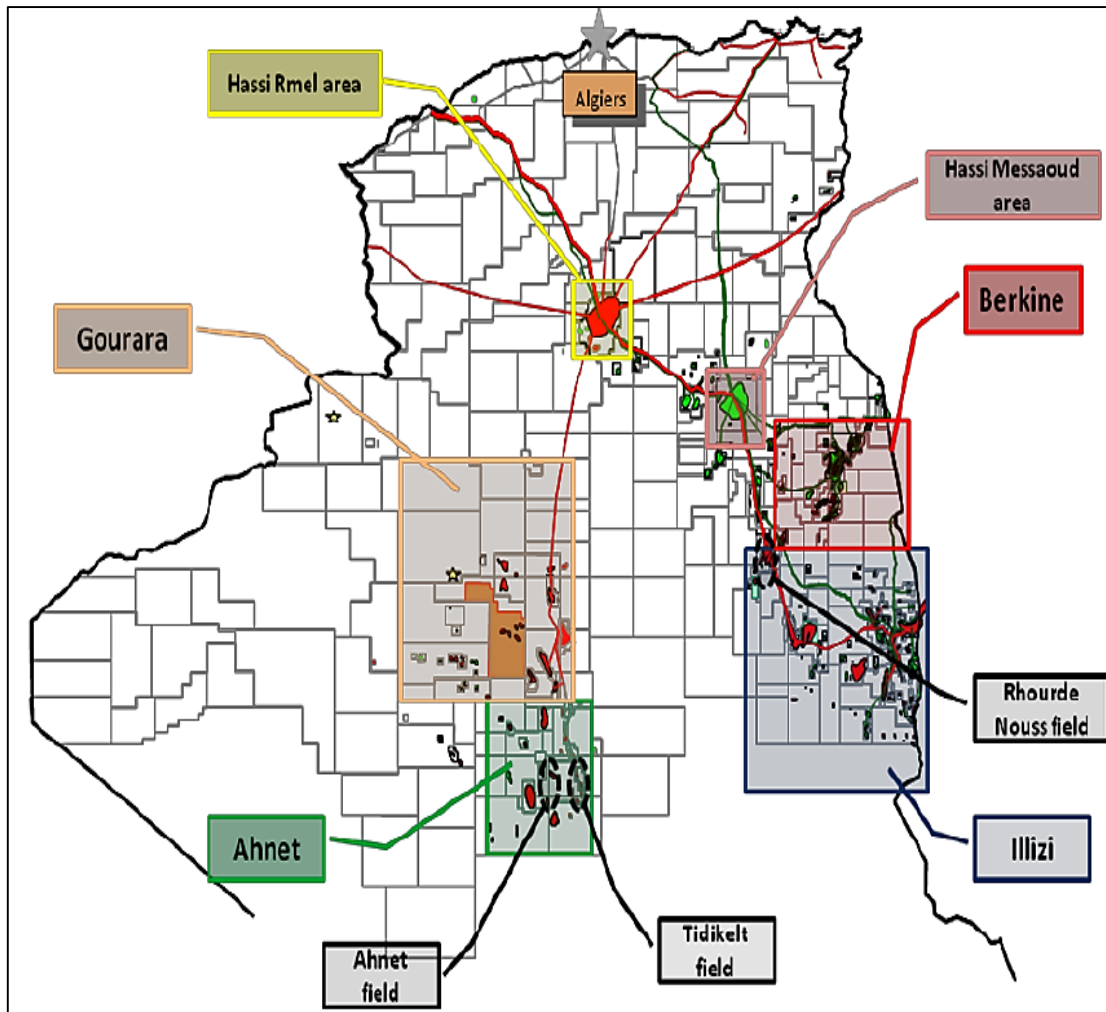 Hassi Rmel area
Algiers
Hassi Messaoud
area
Berkine
Gourara
Rhourde
Nouss field
Ahnet
Illizi
Tidikelt
field
Ahnet
field